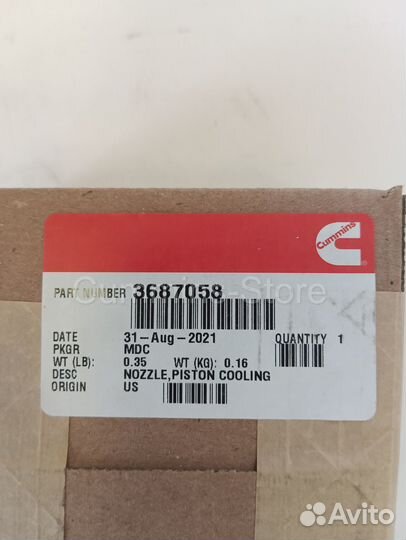 Cummins
PART NUMBER 3687058
Cummins-Store
DATE 31-Aug-2021 QUANTITY 1
PKGR MDC
WT (LB): 0.35 WT (KG): 0.16
DESC NOZZLE,PISTON COOLING
ORIGIN US
Avito